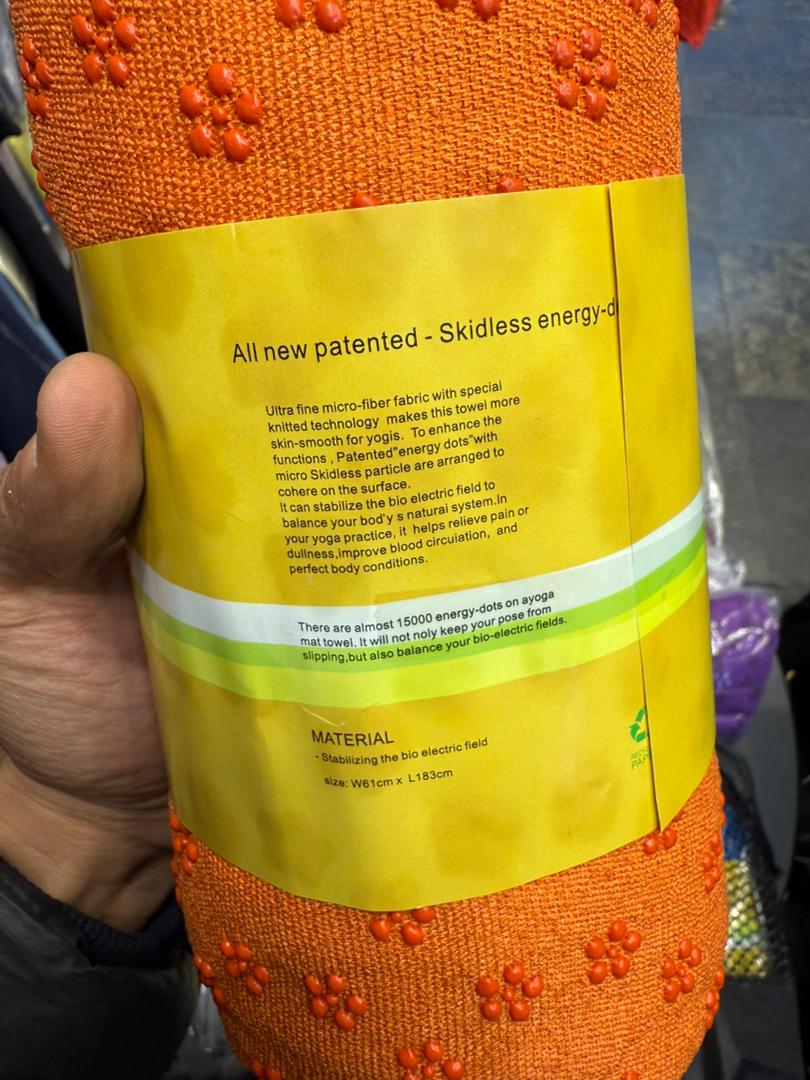 All new patented - Skidless energy-d
Ultra fine micro-fiber fabric with special
knitted technology makes this towel more
skin-smooth for yogis. To enhance the
functions , Patented"energy dots"with
micro Skidless particle are arranged to
cohere on the surface.
It can stabilize the bio electric field to
balance your bod'y s naturai system.In
your yoga practice, it helps relieve pain or
dullness,improve blood circuiation, and
perfect body conditions.
There are almost 15000 energy-dots on ayoga
mat towel. It will not noly keep your pose from
slipping,but also balance your bio-electric fields.
MATERIAL
- Stabilizing the bio electric field
size: W61cm x L183cm
RECYC
PAP